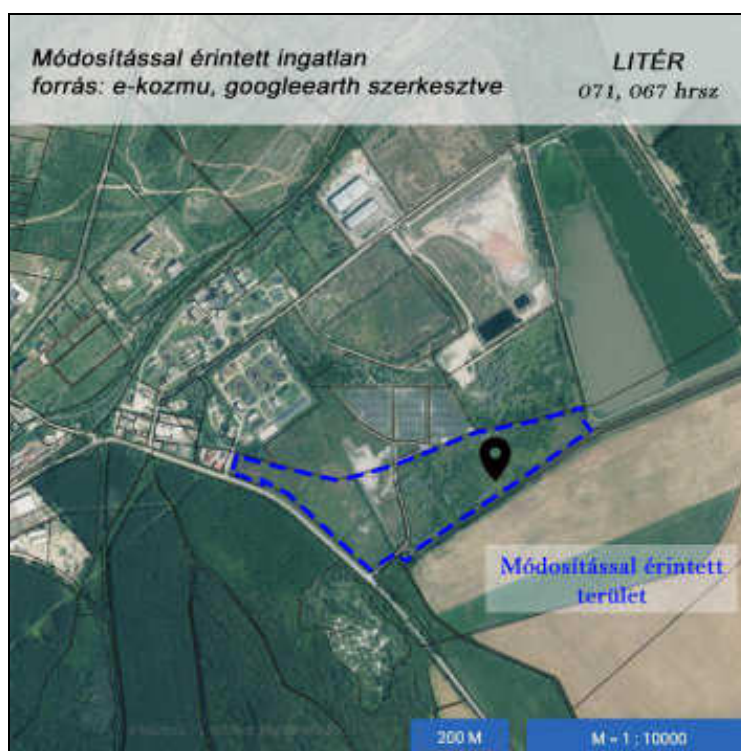 Módosítással érintett ingatlan
forrás: e-kozmu, googleearth szerkesztve
LITÉR
071, 067 hrsz
Módosítással érintett
terület
200 M
M = 1 : 10000